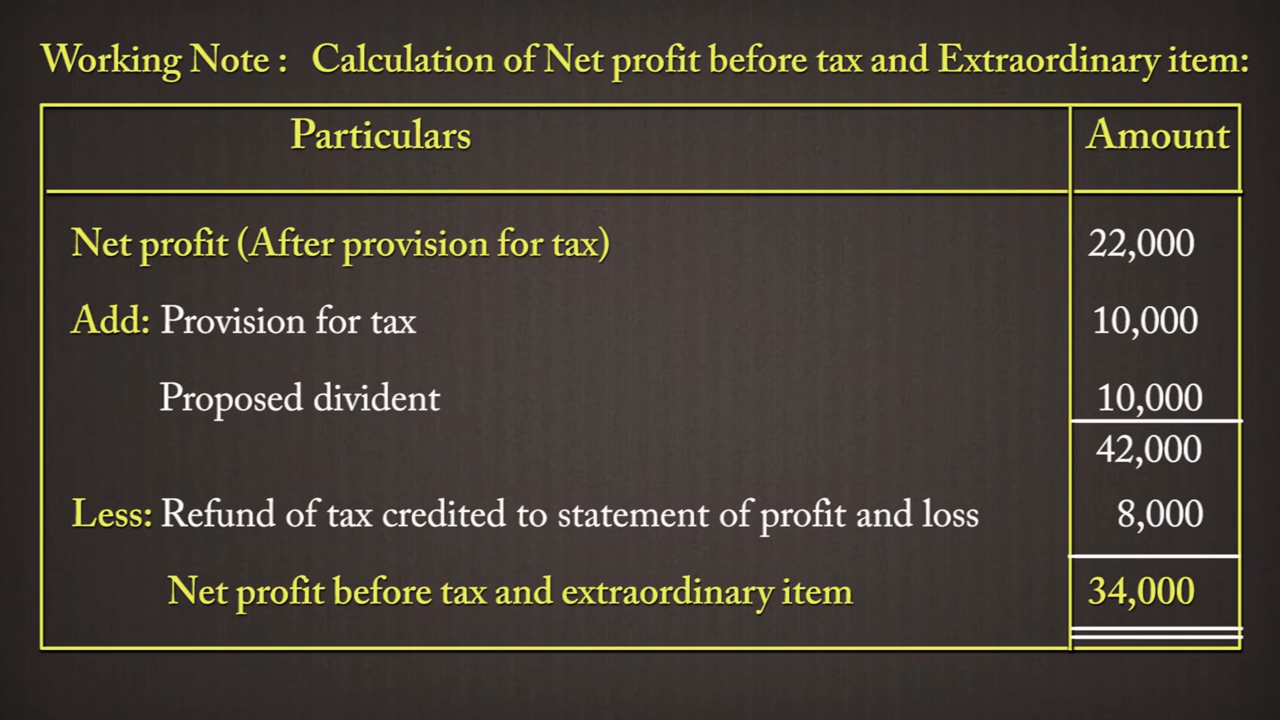 Working Note : Calculation of Net profit before tax and Extraordinary item:
Particulars Amount
Net profit (After provision for tax) 22,000
Add: Provision for tax 10,000
Proposed divident 10,000
42,000
Less: Refund of tax credited to statement of profit and loss 8,000
Net profit before tax and extraordinary item 34,000